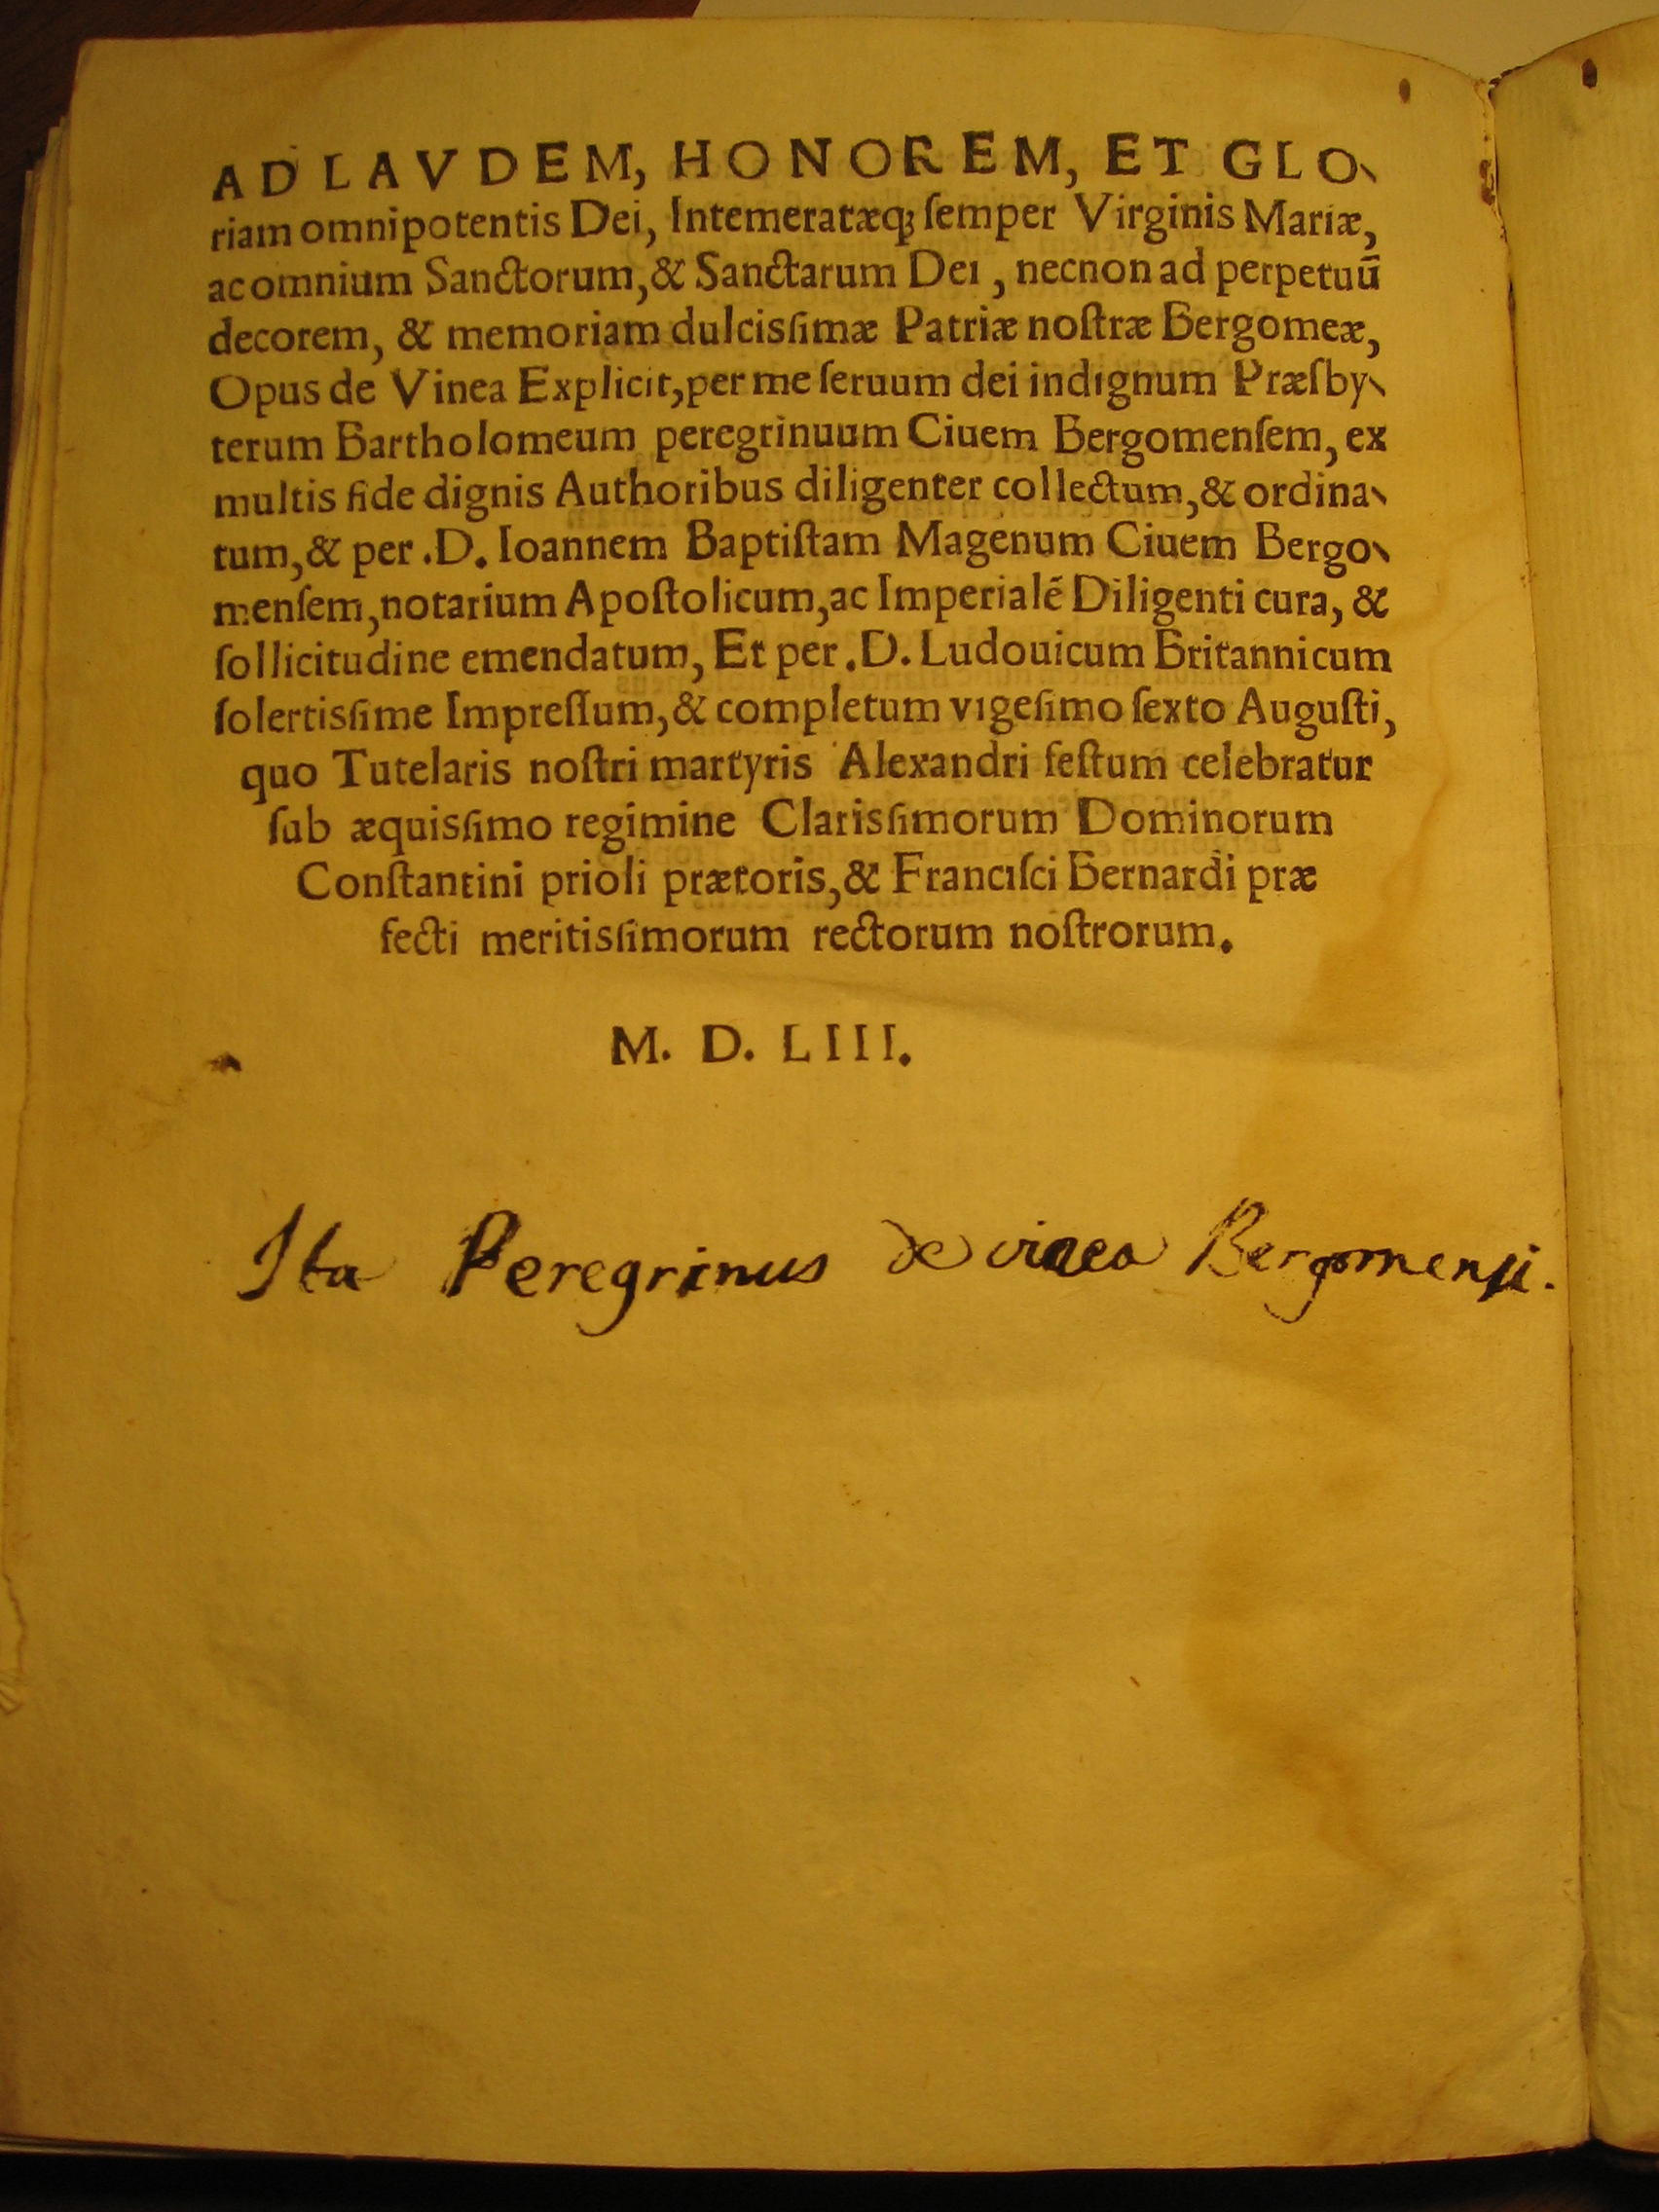 AD LAVDEM, HONOREM, ET GLO-
riam omnipotentis Dei, Intemeratæq; ſemper Virginis Mariæ,
ac omnium Sanctorum, & Sanctarum Dei, necnon ad perpetuū
decorem, & memoriam dulciſſimæ Patriæ noſtræ Bergomeæ,
Opus de Vinea Explicit, per me ſeruum dei indignum Præſby-
terum Bartholomeum peregrinuum Ciuem Bergomenſem, ex
multis fide dignis Authoribus diligenter collectum, & ordina-
tum, & per .D. Ioannem Baptiſtam Magenum Ciuem Bergo-
menſem, notarium Apoſtolicum, ac Imperialē Diligenti cura, &
ſollicitudine emendatum, Et per .D. Ludouicum Britannicum
ſolertiſſime Impreſſum, & completum vigeſimo ſexto Auguſti,
quo Tutelaris noſtri martyris Alexandri feſtum celebratur
ſub æquiſſimo regimine Clariſſimorum Dominorum
Conſtantini prioli prætoris, & Franciſci Bernardi præ
fecti meritiſſimorum rectorum noſtrorum.
M. D. LIII.
Ita Peregrinus de vinea Bergomensi.